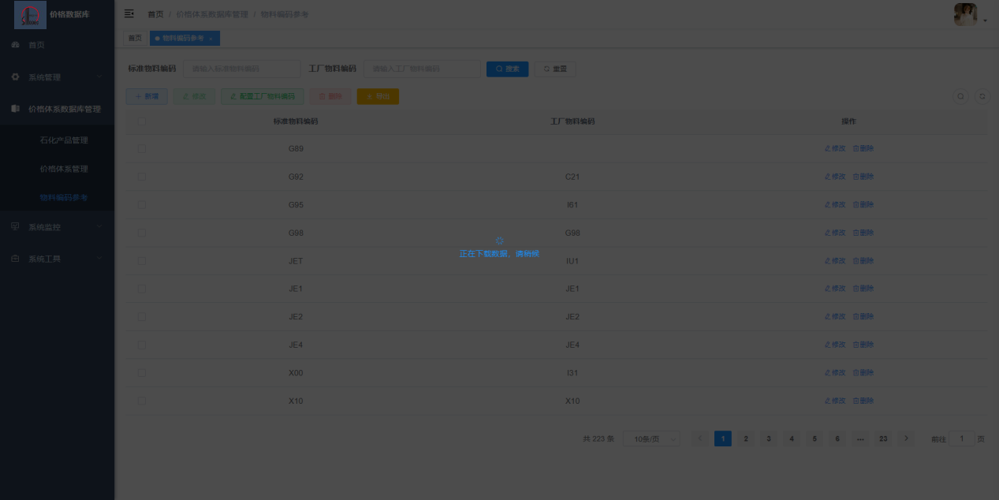 价格数据库
首页 / 价格体系数据库管理 / 物料编码参考
首页
系统管理
价格体系数据库管理
石化产品管理
价格体系管理
物料编码参考
系统监控
系统工具
首页 物料编码参考 ×
标准物料编码 请输入标准物料编码 工厂物料编码 请输入工厂物料编码 搜索 重置
+ 新增 修改 配置工厂物料编码 删除 导出
标准物料编码 工厂物料编码 操作
G89 修改 删除
G92 C21 修改 删除
G95 I61 修改 删除
G98 G98 修改 删除
正在下载数据，请稍候
JET IU1 修改 删除
JE1 JE1 修改 删除
JE2 JE2 修改 删除
JE4 JE4 修改 删除
X00 I31 修改 删除
X10 X10 修改 删除
共 223 条 10条/页 < 1 2 3 4 5 6 ... 23 > 前往 1 页